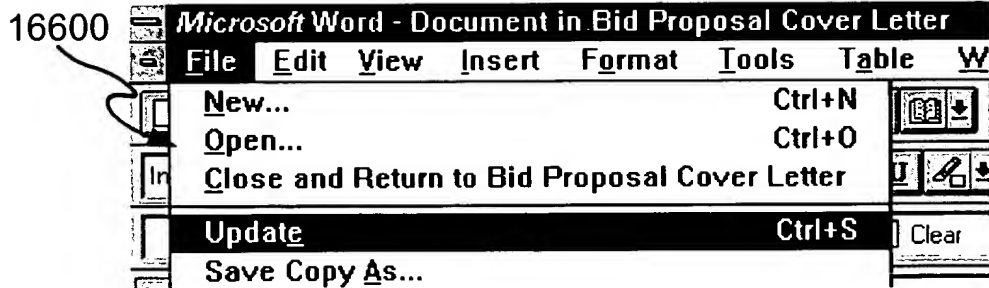 16600
Microsoft Word - Document in Bid Proposal Cover Letter
File Edit View Insert Format Tools Table W
New... Ctrl+N
Open... Ctrl+O
In
Close and Return to Bid Proposal Cover Letter U
Update Ctrl+S Clear
Save Copy As...